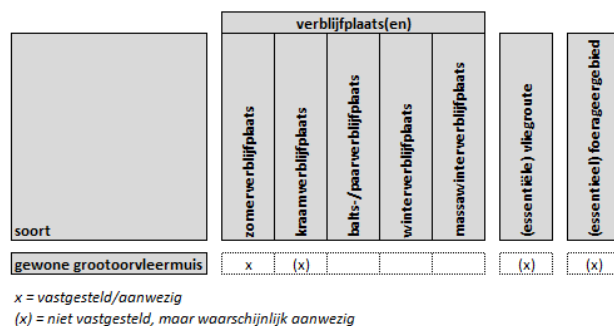 verblijfplaats(en)
soort
zomerverblijfplaats
kraamverblijfplaats
balts-/paarverblijfplaats
winterverblijfplaats
massawinterverblijfplaats
(essentiële) vliegroute
(essentieel) foerageergebied
gewone grootoorvleermuis x (x) (x) (x)
x = vastgesteld/aanwezig
(x) = niet vastgesteld, maar waarschijnlijk aanwezig